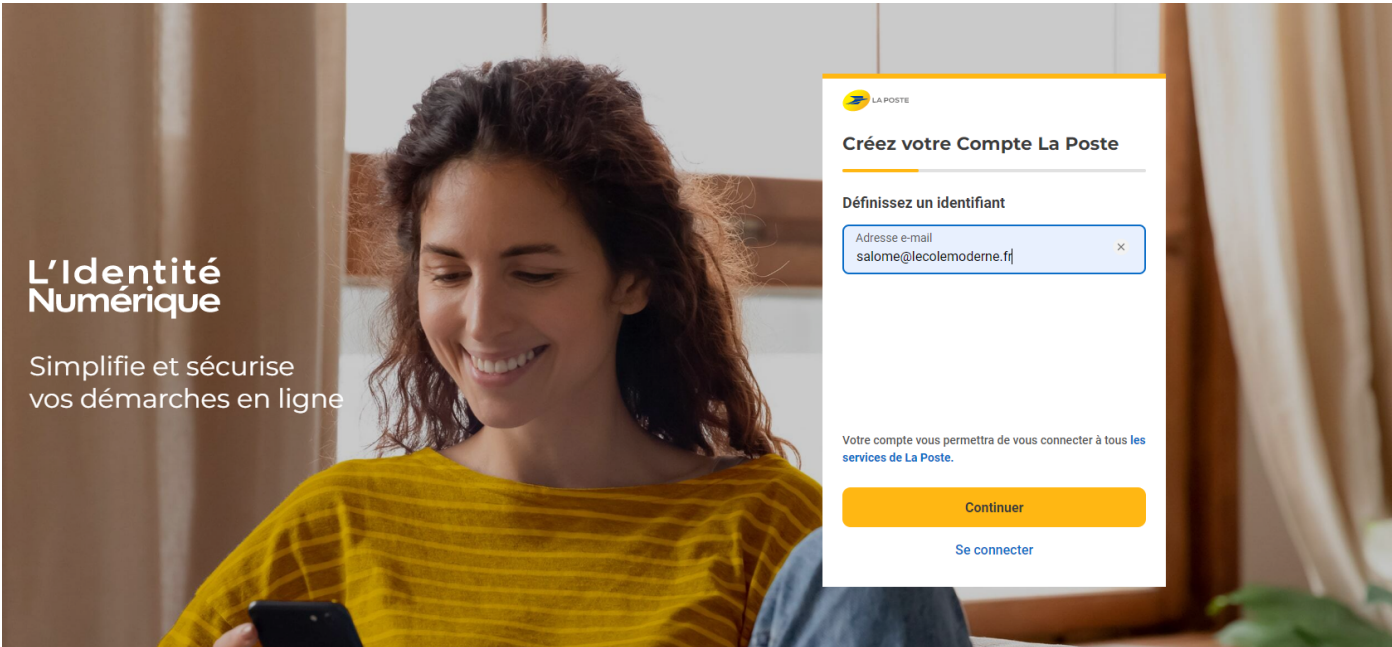 L'Identité
Numérique
Simplifie et sécurise
vos démarches en ligne
LA POSTE
Créez votre Compte La Poste
Définissez un identifiant
Adresse e-mail
salome@lecolemoderne.fr
Votre compte vous permettra de vous connecter à tous les
services de La Poste.
Continuer
Se connecter